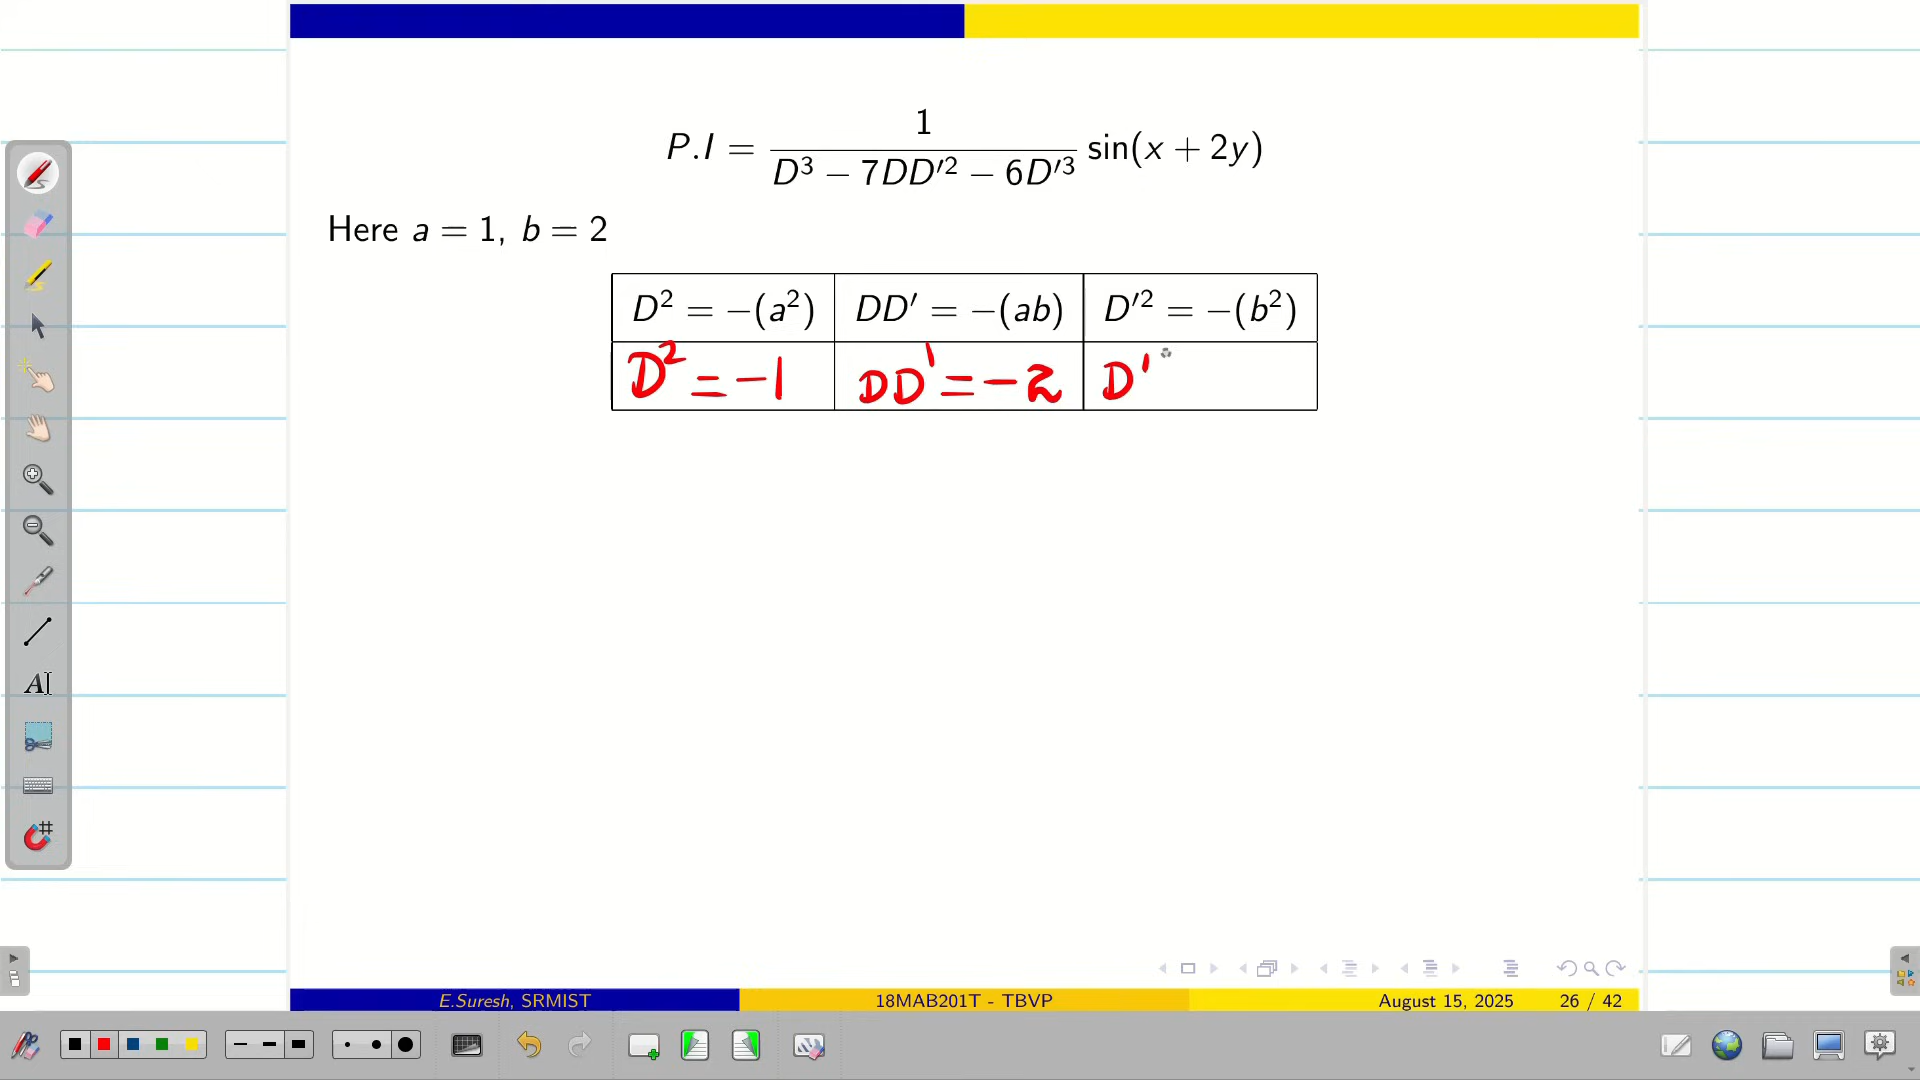 P.I = 1 / (D³ − 7DD′² − 6D′³) sin(x + 2y)
Here a = 1, b = 2
D² = −(a²) DD′ = −(ab) D′² = −(b²)
D² = −1 DD′ = −2 D′
E.Suresh, SRMIST 18MAB201T - TBVP August 15, 2025 26 / 42